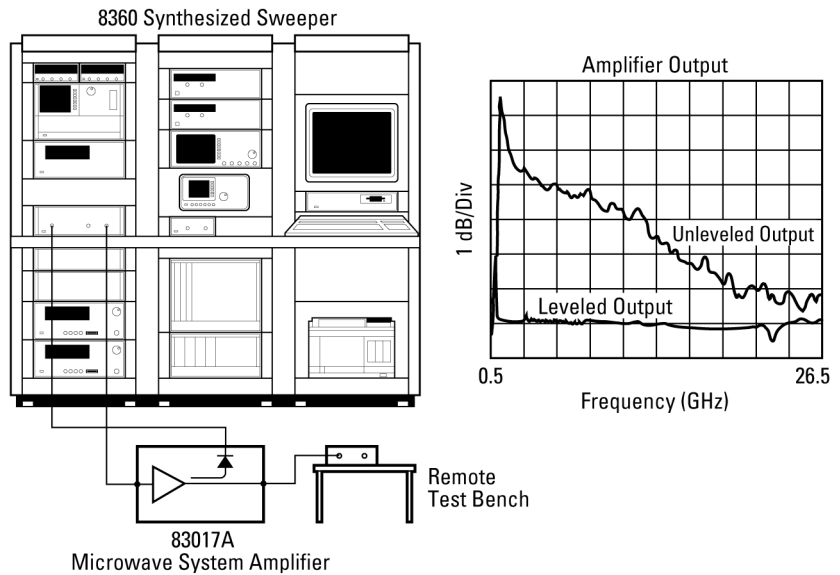 8360 Synthesized Sweeper
Amplifier Output
1 dB/Div
Unleveled Output
Leveled Output
0.5
26.5
Frequency (GHz)
Remote
Test Bench
83017A
Microwave System Amplifier